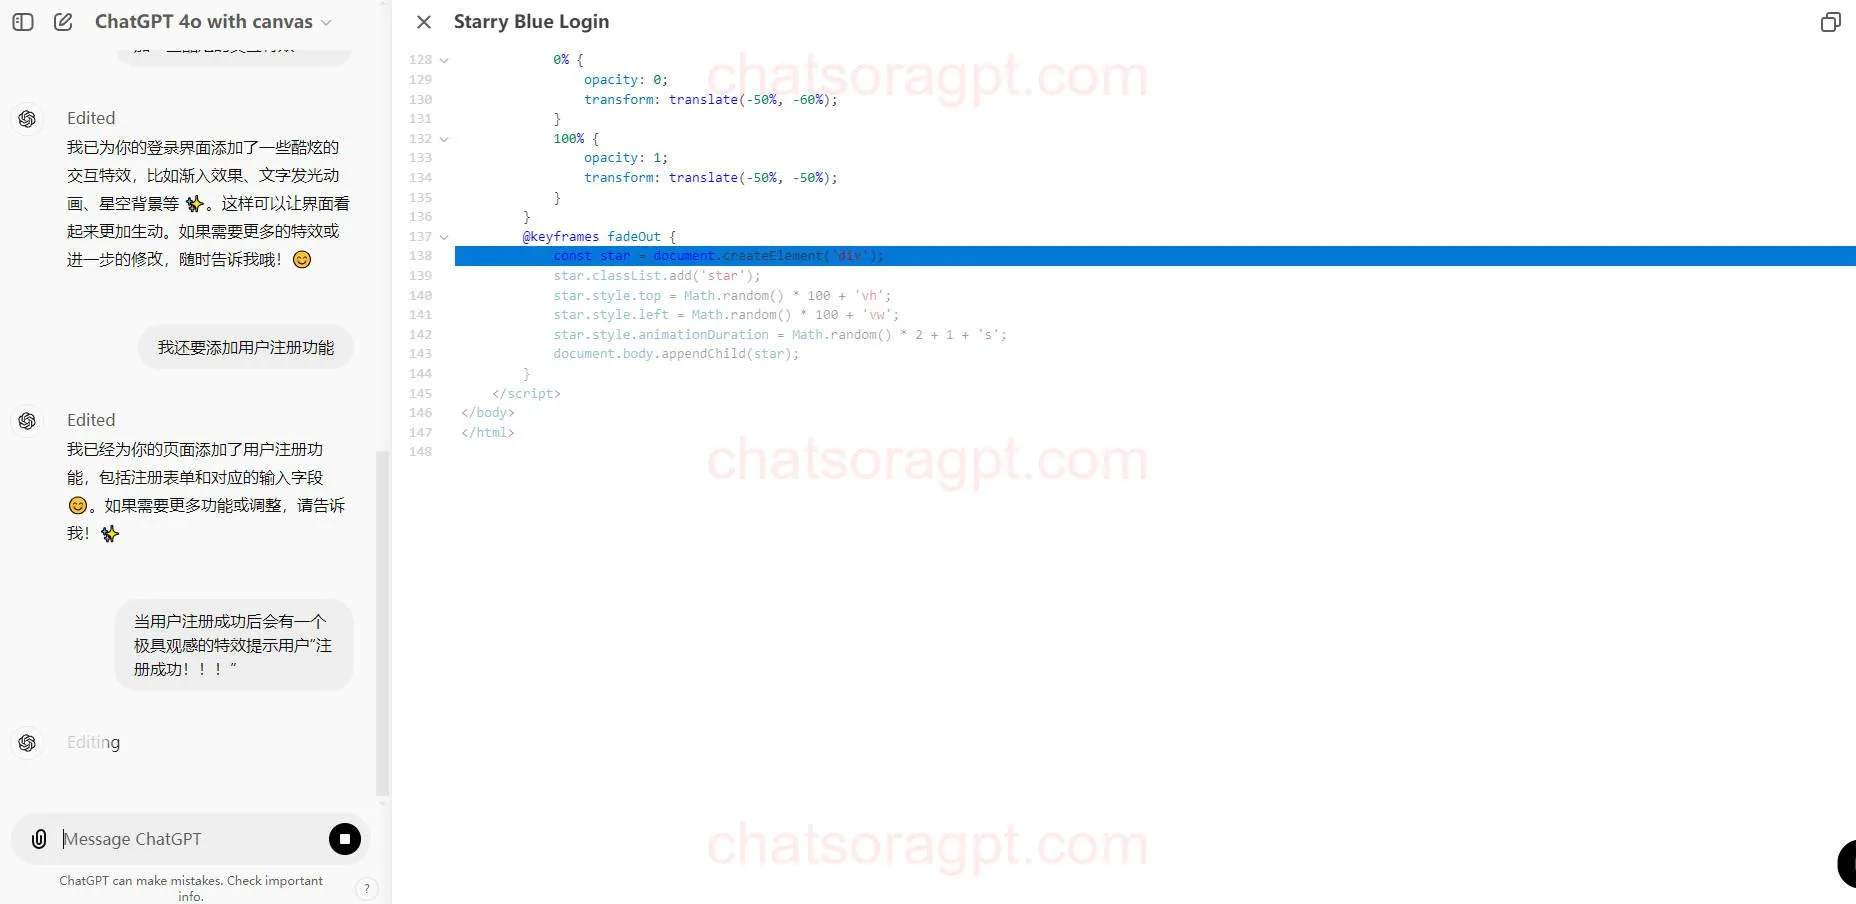 ChatGPT 4o with canvas
Edited
我已为你的登录界面添加了一些酷炫的
交互特效，比如渐入效果、文字发光动
画、星空背景等 ✨。这样可以让界面看
起来更加生动。如果需要更多的特效或
进一步的修改，随时告诉我哦！😊
我还要添加用户注册功能
Edited
我已经为你的页面添加了用户注册功
能，包括注册表单和对应的输入字段
😊。如果需要更多功能或调整，请告诉
我！✨
当用户注册成功后会有一个
极具观感的特效提示用户“注
册成功！！！”
Editing
Message ChatGPT
ChatGPT can make mistakes. Check important
info.
?
Starry Blue Login
128 0% {
129 opacity: 0;
130 transform: translate(-50%, -60%);
131 }
132 100% {
133 opacity: 1;
134 transform: translate(-50%, -50%);
135 }
136 }
137 @keyframes fadeOut {
138 const star = document.createElement('div');
139 star.classList.add('star');
140 star.style.top = Math.random() * 100 + 'vh';
141 star.style.left = Math.random() * 100 + 'vw';
142 star.style.animationDuration = Math.random() * 2 + 1 + 's';
143 document.body.appendChild(star);
144 }
145 </script>
146 </body>
147 </html>
148
chatsoragpt.com
chatsoragpt.com
chatsoragpt.com